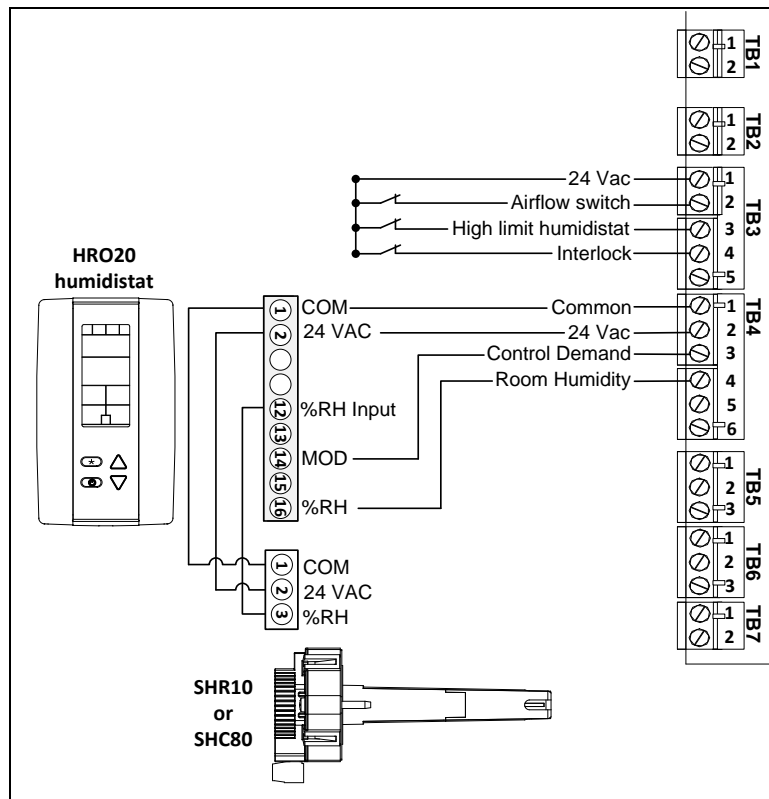 1 TB1
2
1 TB2
2
24 Vac 1 TB3
Airflow switch 2
High limit humidistat 3
Interlock 4
5
HRO20
humidistat
1 COM Common 1 TB4
2 24 VAC 24 Vac 2
Control Demand 3
Room Humidity 4
12 %RH Input 5
13 6
14 MOD
15
16 %RH
1 TB5
2
3
1 COM
2 24 VAC
3 %RH
1 TB6
2
3
1 TB7
2
SHR10
or
SHC80